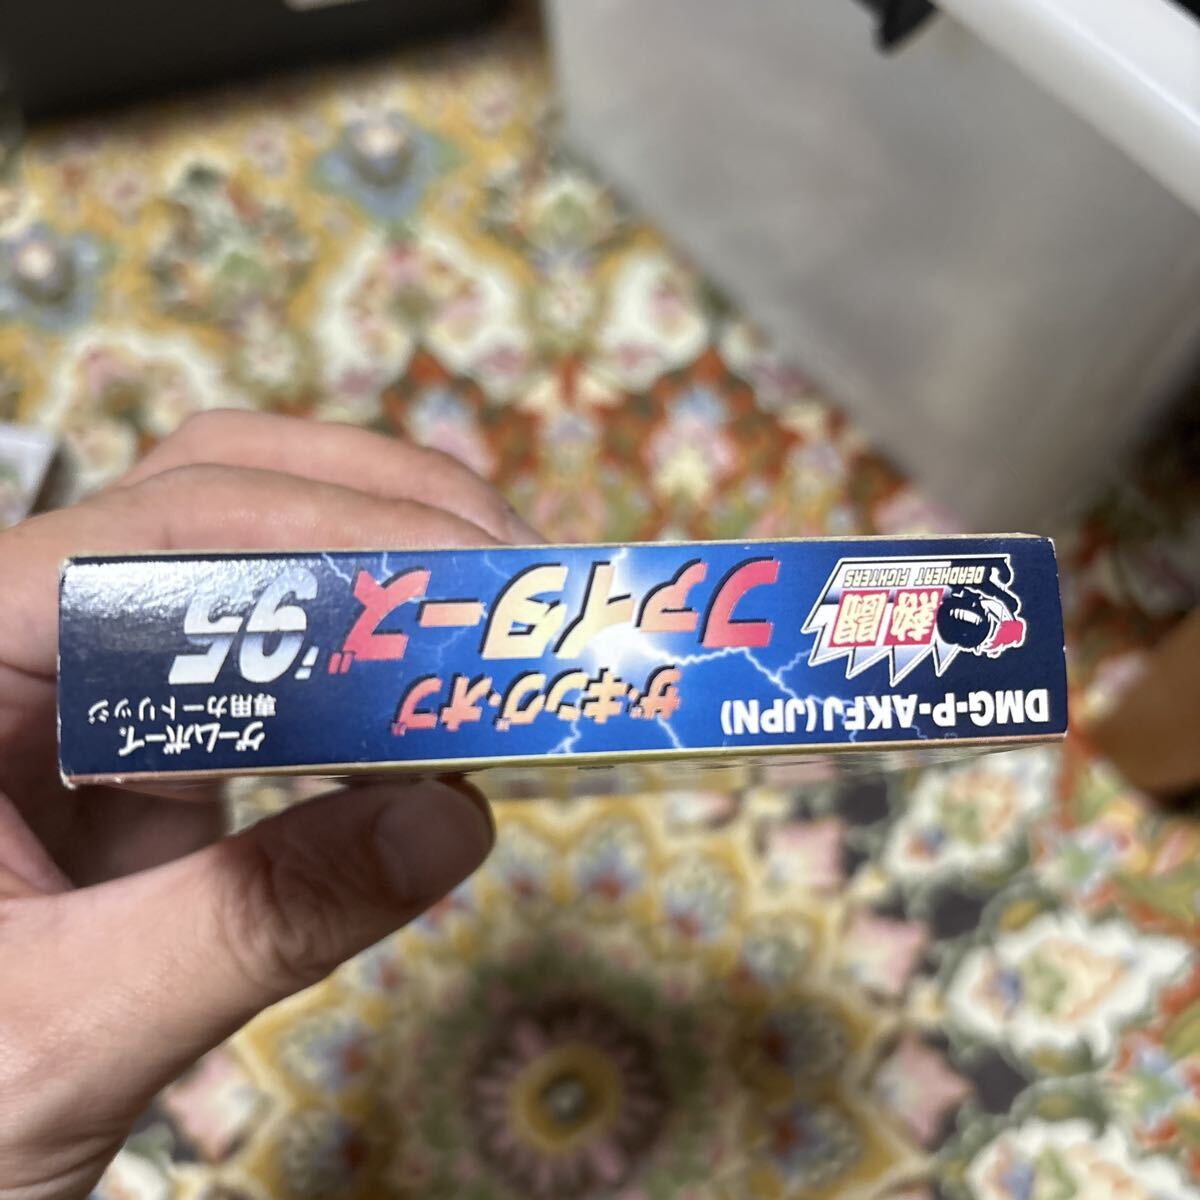 DMG-P-AKFJ(JPN)
熱闘
DEADHEAT FIGHTERS
ザ・キング・オブ
ファイターズ
'95
ゲームボーイ®
専用カートリッジ